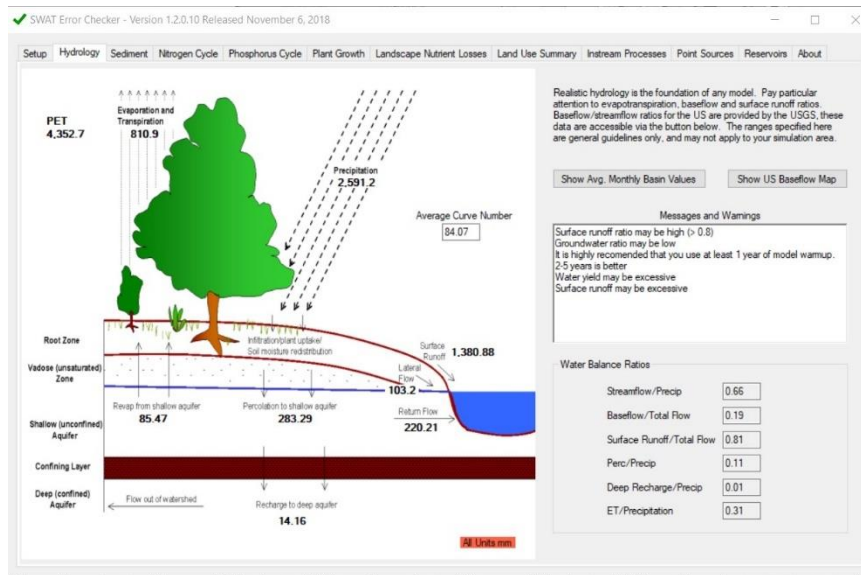 SWAT Error Checker - Version 1.2.0.10 Released November 6, 2018
Setup Hydrology Sediment Nitrogen Cycle Phosphorus Cycle Plant Growth Landscape Nutrient Losses Land Use Summary Instream Processes Point Sources Reservoirs About
PET
4,352.7
Evaporation and
Transpiration
810.9
Precipitation
2,591.2
Average Curve Number
84.07
Root Zone
Infiltration/plant uptake/
Soil moisture redistribution
Surface
Runoff
1,380.88
Vadose (unsaturated)
Zone
Lateral
Flow
103.2
Revap from shallow aquifer
85.47
Percolation to shallow aquifer
283.29
Return Flow
220.21
Shallow (unconfined)
Aquifer
Confining Layer
Deep (confined)
Aquifer
Flow out of watershed
Recharge to deep aquifer
14.16
All Units mm
Realistic hydrology is the foundation of any model. Pay particular
attention to evapotranspiration, baseflow and surface runoff ratios.
Baseflow/streamflow ratios for the US are provided by the USGS, these
data are accessible via the button below. The ranges specified here
are general guidelines only, and may not apply to your simulation area.
Show Avg. Monthly Basin Values
Show US Baseflow Map
Messages and Warnings
Surface runoff ratio may be high (> 0.8)
Groundwater ratio may be low
It is highly recomended that you use at least 1 year of model warmup.
2-5 years is better
Water yield may be excessive
Surface runoff may be excessive
Water Balance Ratios
Streamflow/Precip 0.66
Baseflow/Total Flow 0.19
Surface Runoff/Total Flow 0.81
Perc/Precip 0.11
Deep Recharge/Precip 0.01
ET/Precipitation 0.31